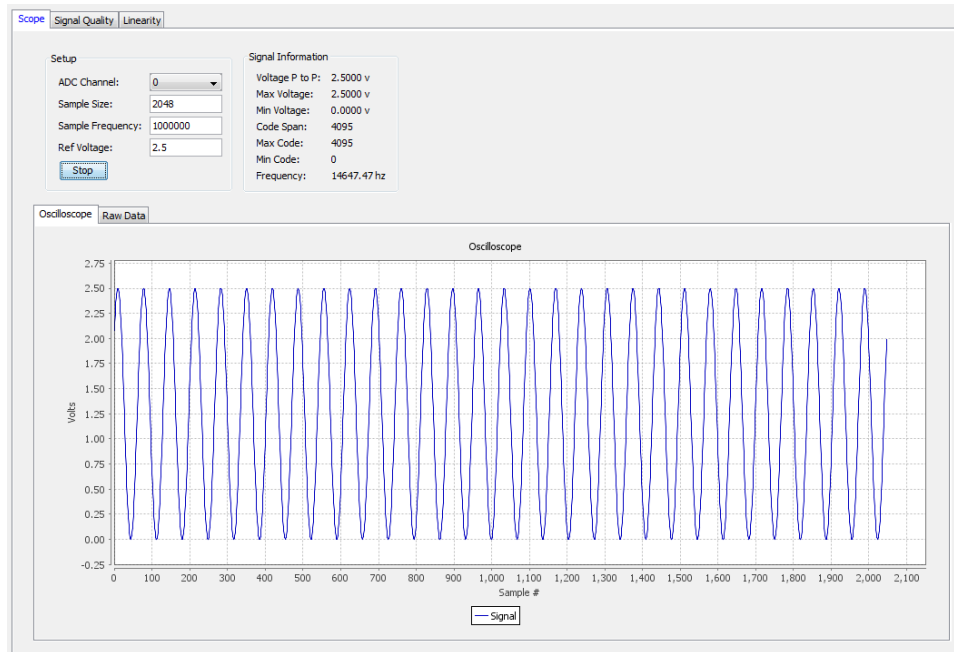 Scope Signal Quality Linearity
Setup
ADC Channel: 0
Sample Size: 2048
Sample Frequency: 1000000
Ref Voltage: 2.5
Stop
Signal Information
Voltage P to P: 2.5000 v
Max Voltage: 2.5000 v
Min Voltage: 0.0000 v
Code Span: 4095
Max Code: 4095
Min Code: 0
Frequency: 14647.47 hz
Oscilloscope Raw Data
Oscilloscope
2.75
2.50
2.25
2.00
1.75
1.50
1.25
1.00
0.75
0.50
0.25
0.00
-0.25
Volts
0 100 200 300 400 500 600 700 800 900 1,000 1,100 1,200 1,300 1,400 1,500 1,600 1,700 1,800 1,900 2,000 2,100
Sample #
Signal